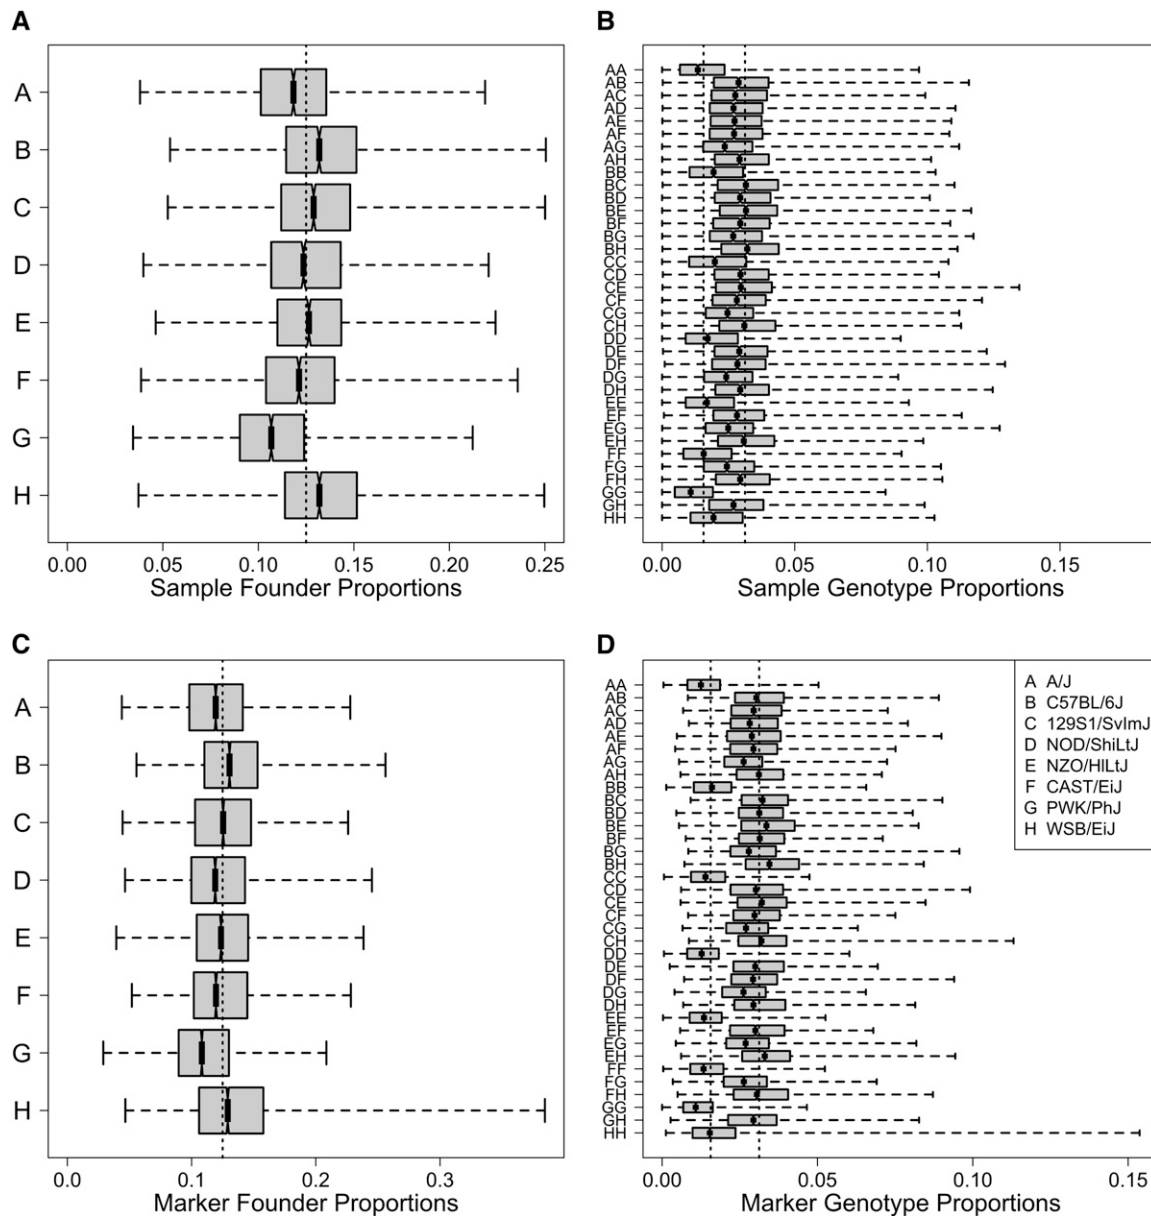 A
A
B
C
D
E
F
G
H
0.00 0.05 0.10 0.15 0.20 0.25
Sample Founder Proportions
B
AA
AB
AC
AD
AE
AF
AG
AH
BB
BC
BD
BE
BF
BG
BH
CC
CD
CE
CF
CG
CH
DD
DE
DF
DG
DH
EE
EF
EG
EH
FF
FG
FH
GG
GH
HH
0.00 0.05 0.10 0.15
Sample Genotype Proportions
C
A
B
C
D
E
F
G
H
0.0 0.1 0.2 0.3
Marker Founder Proportions
D
AA
AB
AC
AD
AE
AF
AG
AH
BB
BC
BD
BE
BF
BG
BH
CC
CD
CE
CF
CG
CH
DD
DE
DF
DG
DH
EE
EF
EG
EH
FF
FG
FH
GG
GH
HH
0.00 0.05 0.10 0.15
Marker Genotype Proportions
A A/J
B C57BL/6J
C 129S1/SvImJ
D NOD/ShiLtJ
E NZO/HlLtJ
F CAST/EiJ
G PWK/PhJ
H WSB/EiJ